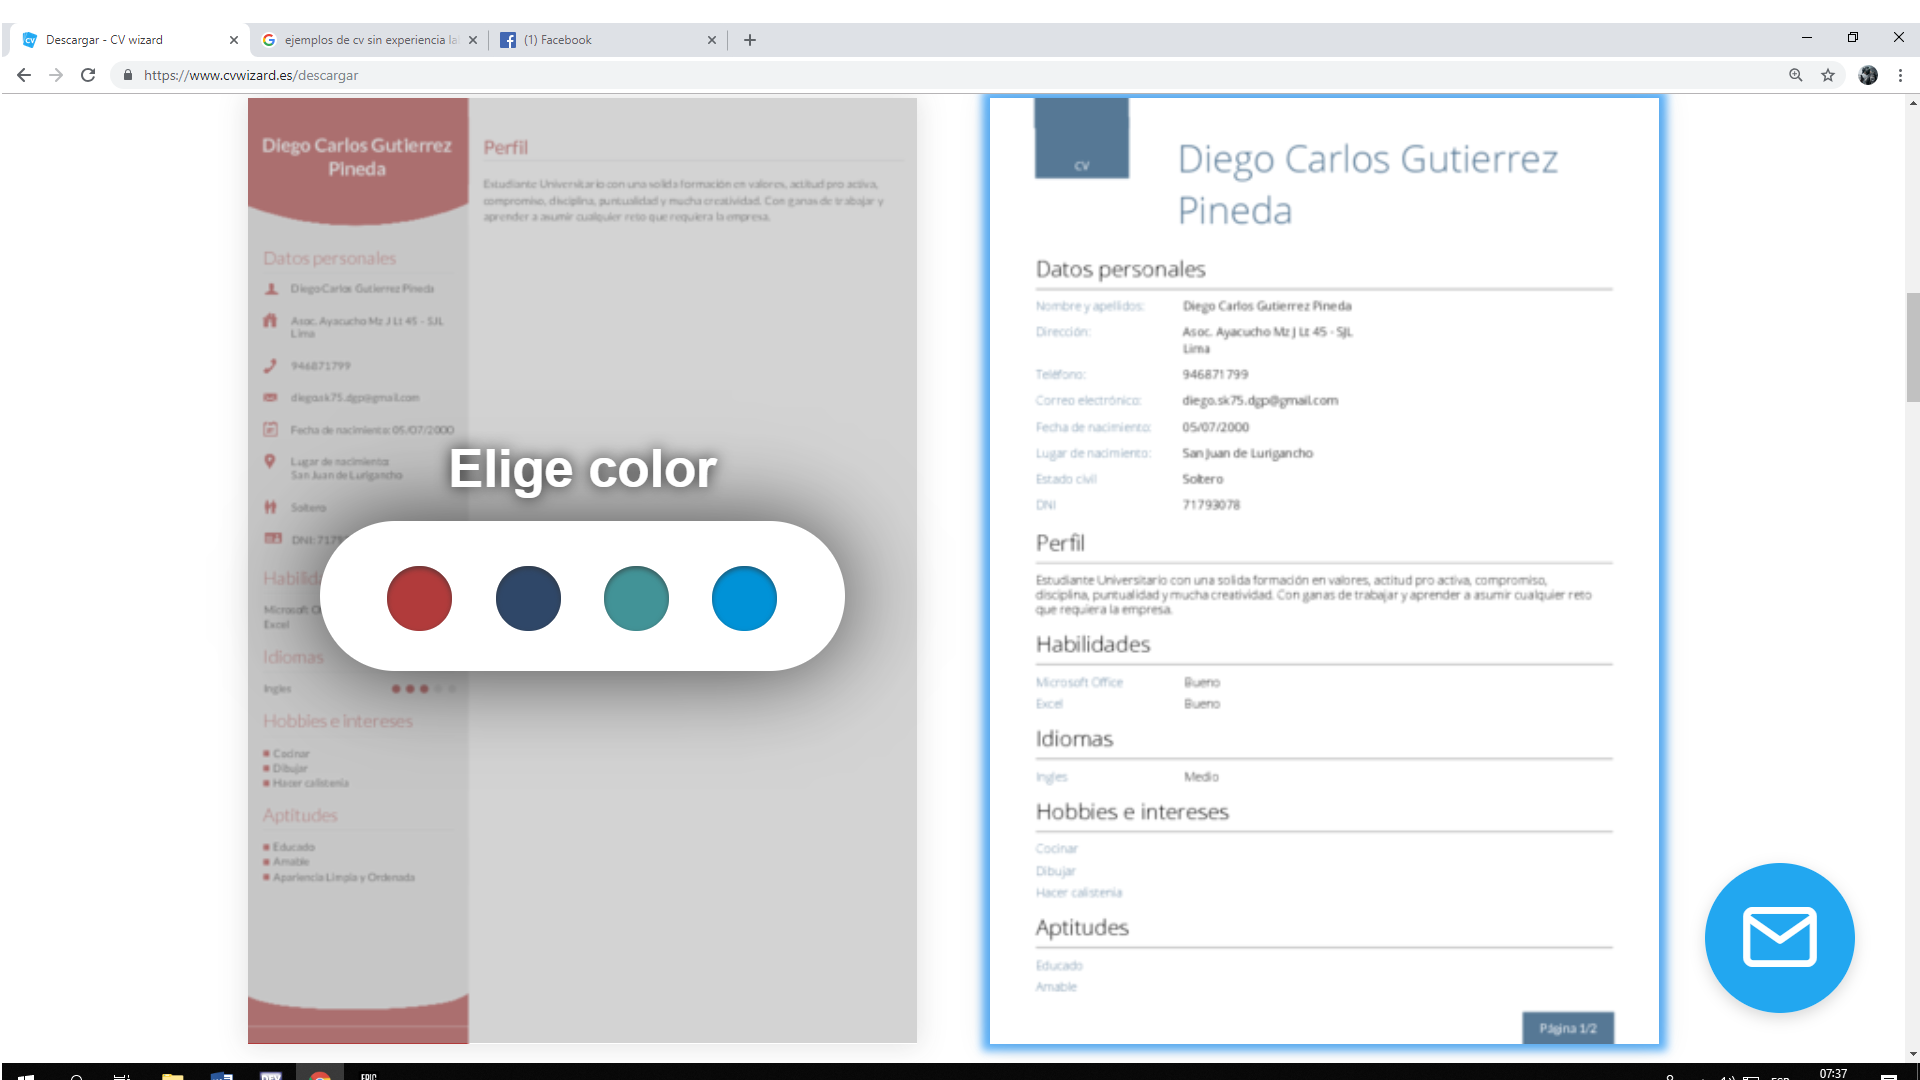 Descargar - CV wizard
ejemplos de cv sin experiencia la
(1) Facebook
https://www.cvwizard.es/descargar
Diego Carlos Gutierrez
Pineda
Datos personales
Diego Carlos Gutierrez Pineda
Asoc. Ayacucho Mz J Lt 45 - SJL
Lima
946871799
diego.sk75.dgp@gmail.com
Fecha de nacimiento: 05/07/2000
Lugar de nacimiento:
San Juan de Lurigancho
Soltero
DNI: 7179
Habilid
Microsoft O
Excel
Idiomas
Ingles
Hobbies e intereses
Cocinar
Dibujar
Hacer calistenia
Aptitudes
Educado
Amable
Apariencia Limpia y Ordenada
Perfil
Estudiante Universitario con una solida formación en valores, actitud pro activa,
compromiso, disciplina, puntualidad y mucha creatividad. Con ganas de trabajar y
aprender a asumir cualquier reto que requiera la empresa.
Elige color
CV
Diego Carlos Gutierrez
Pineda
Datos personales
Nombre y apellidos: Diego Carlos Gutierrez Pineda
Dirección: Asoc. Ayacucho Mz J Lt 45 - SJL
Lima
Teléfono: 946871799
Correo electrónico: diego.sk75.dgp@gmail.com
Fecha de nacimiento: 05/07/2000
Lugar de nacimiento: San Juan de Lurigancho
Estado civil Soltero
DNI 71793078
Perfil
Estudiante Universitario con una solida formación en valores, actitud pro activa, compromiso,
disciplina, puntualidad y mucha creatividad. Con ganas de trabajar y aprender a asumir cualquier reto
que requiera la empresa.
Habilidades
Microsoft Office Bueno
Excel Bueno
Idiomas
Ingles Medio
Hobbies e intereses
Cocinar
Dibujar
Hacer calistenia
Aptitudes
Educado
Amable
Página 1/2
07:37